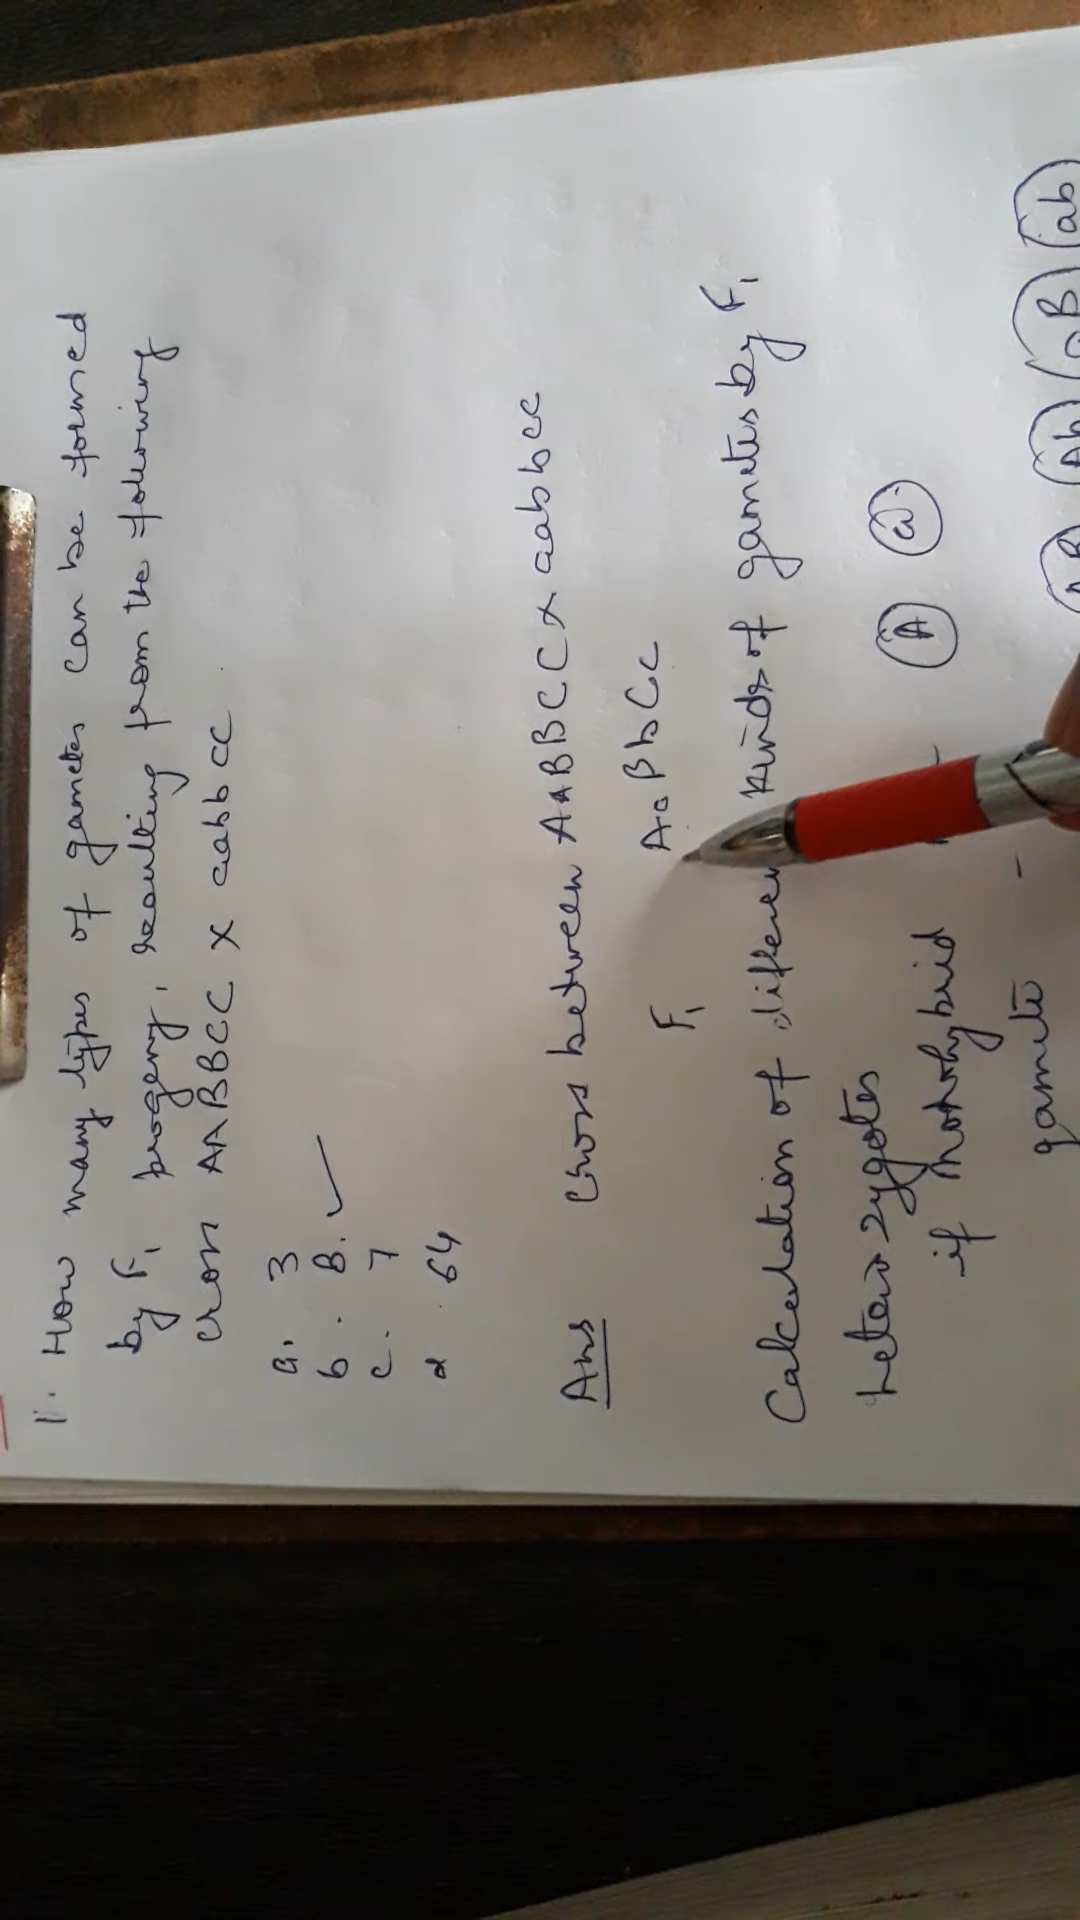 1. How many types of gametes can be formed
by F1 progeny, resulting from the following
cross AABBCC x aabbcc.
a. 3
b. 8. ✓
c. 7
d. 64
Ans Cross between AABBCC x aabbcc
F1 AaBbCc
Calculation of different kinds of gametes by F1
heterozygotes
if monohybrid A a
gamete - AB Ab aB ab